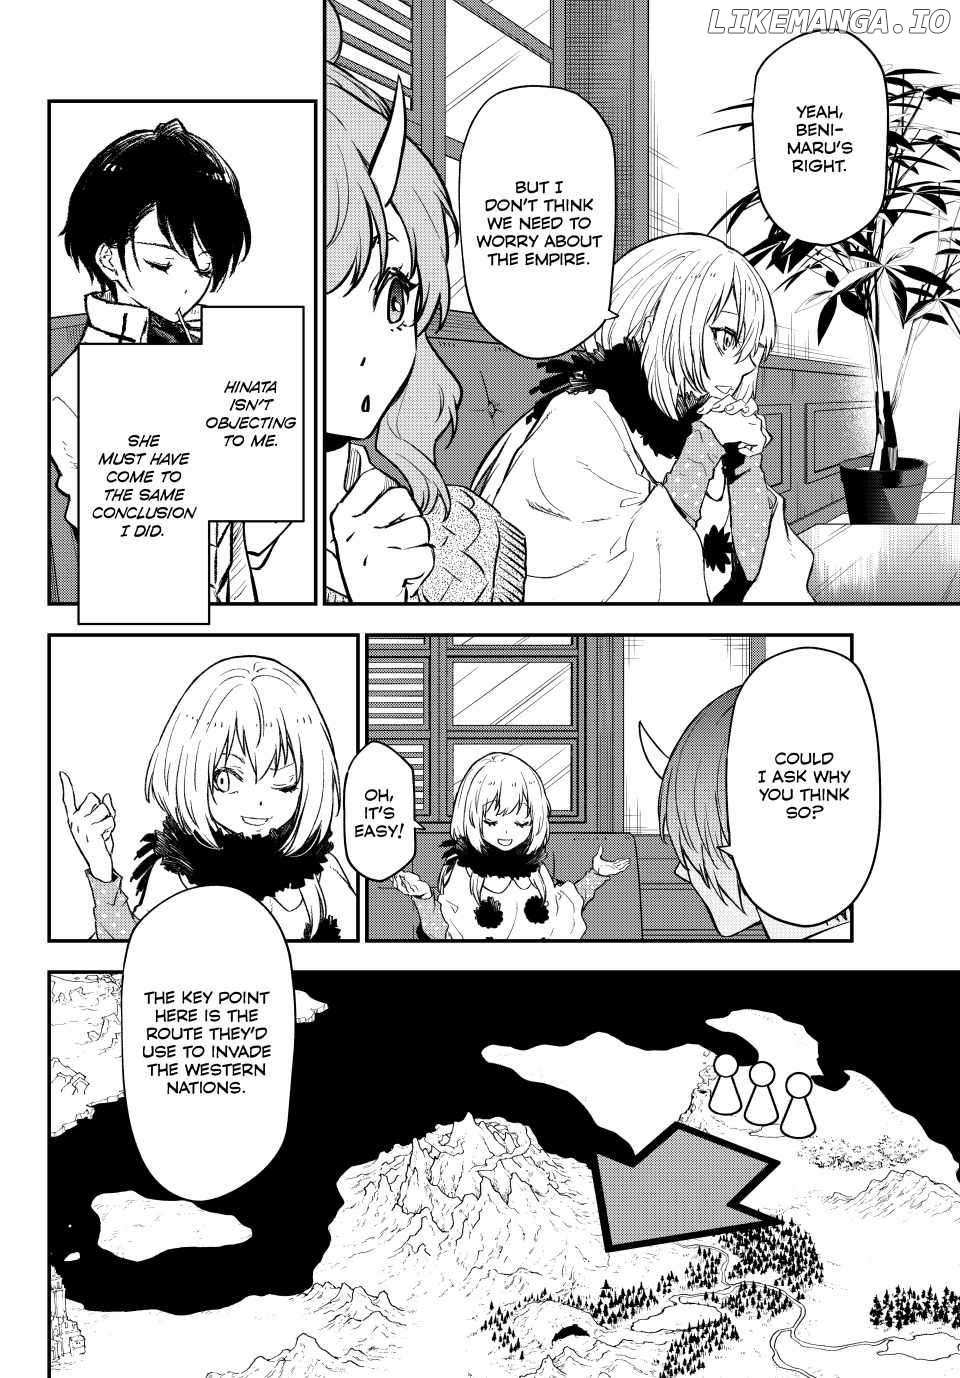 LIKEMANGA.IO
YEAH,
BENI-
MARU'S
RIGHT.
BUT I
DON'T THINK
WE NEED TO
WORRY ABOUT
THE EMPIRE.
HINATA
ISN'T
OBJECTING
TO ME.
SHE
MUST HAVE
COME TO
THE SAME
CONCLUSION
I DID.
COULD
I ASK WHY
YOU THINK
SO?
OH,
IT'S
EASY!
THE KEY POINT
HERE IS THE
ROUTE THEY'D
USE TO INVADE
THE WESTERN
NATIONS.